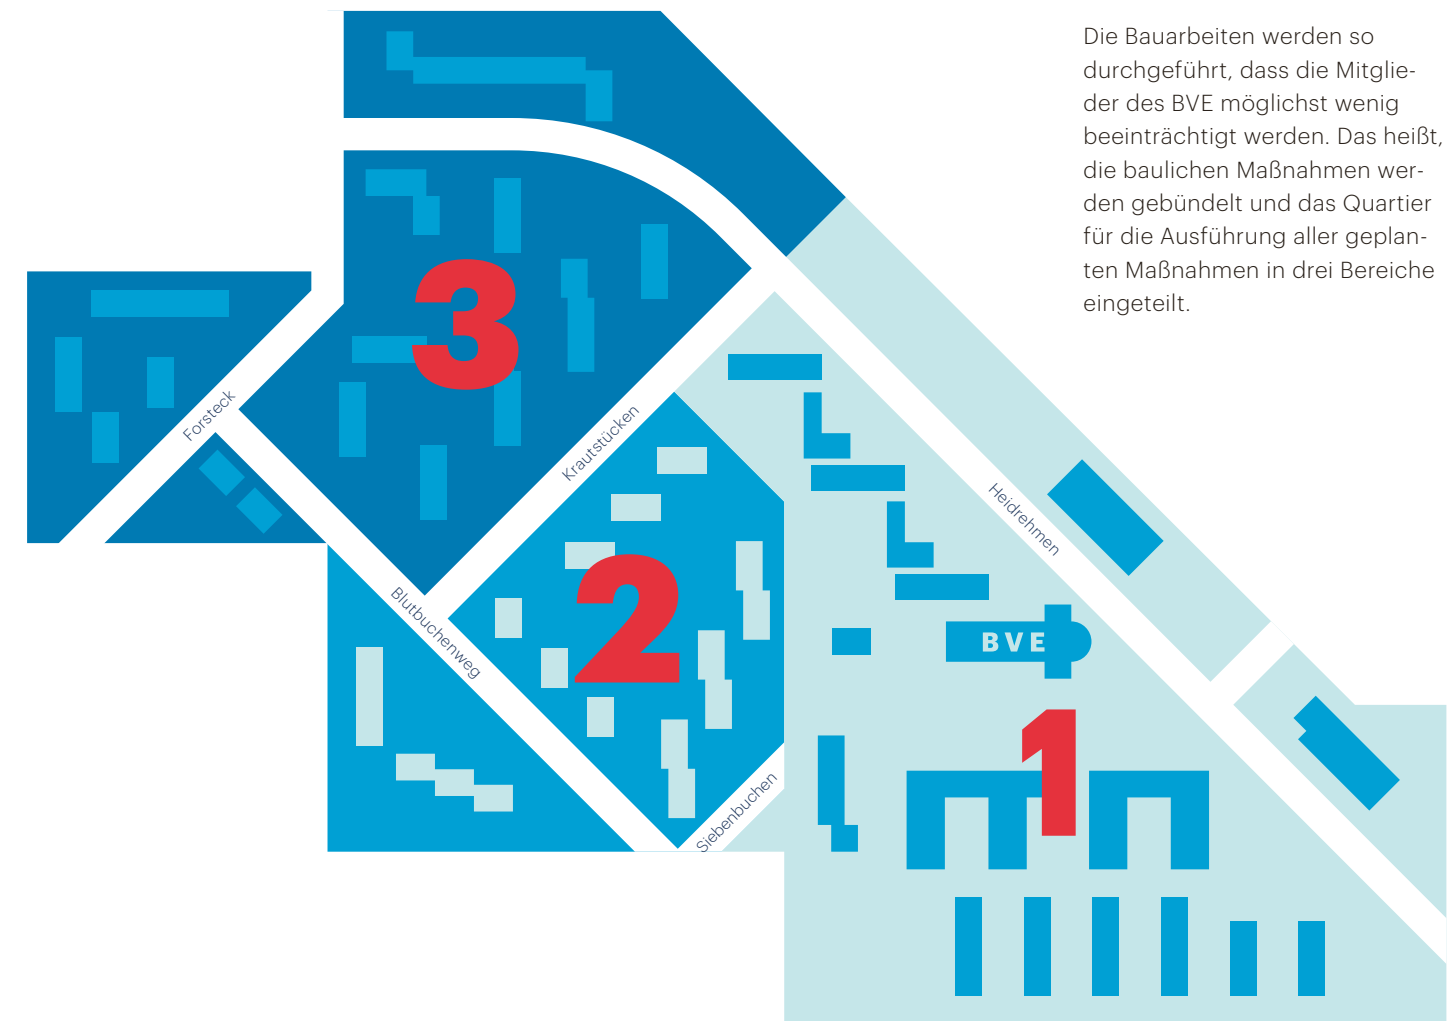 Die Bauarbeiten werden so
durchgeführt, dass die Mitglie-
der des BVE möglichst wenig
beeinträchtigt werden. Das heißt,
die baulichen Maßnahmen wer-
den gebündelt und das Quartier
für die Ausführung aller geplan-
ten Maßnahmen in drei Bereiche
eingeteilt.
3
Forsteck
Krautstücken
Heidrehmen
2
Blutbuchenweg
BVE
1
Siebenbuchen